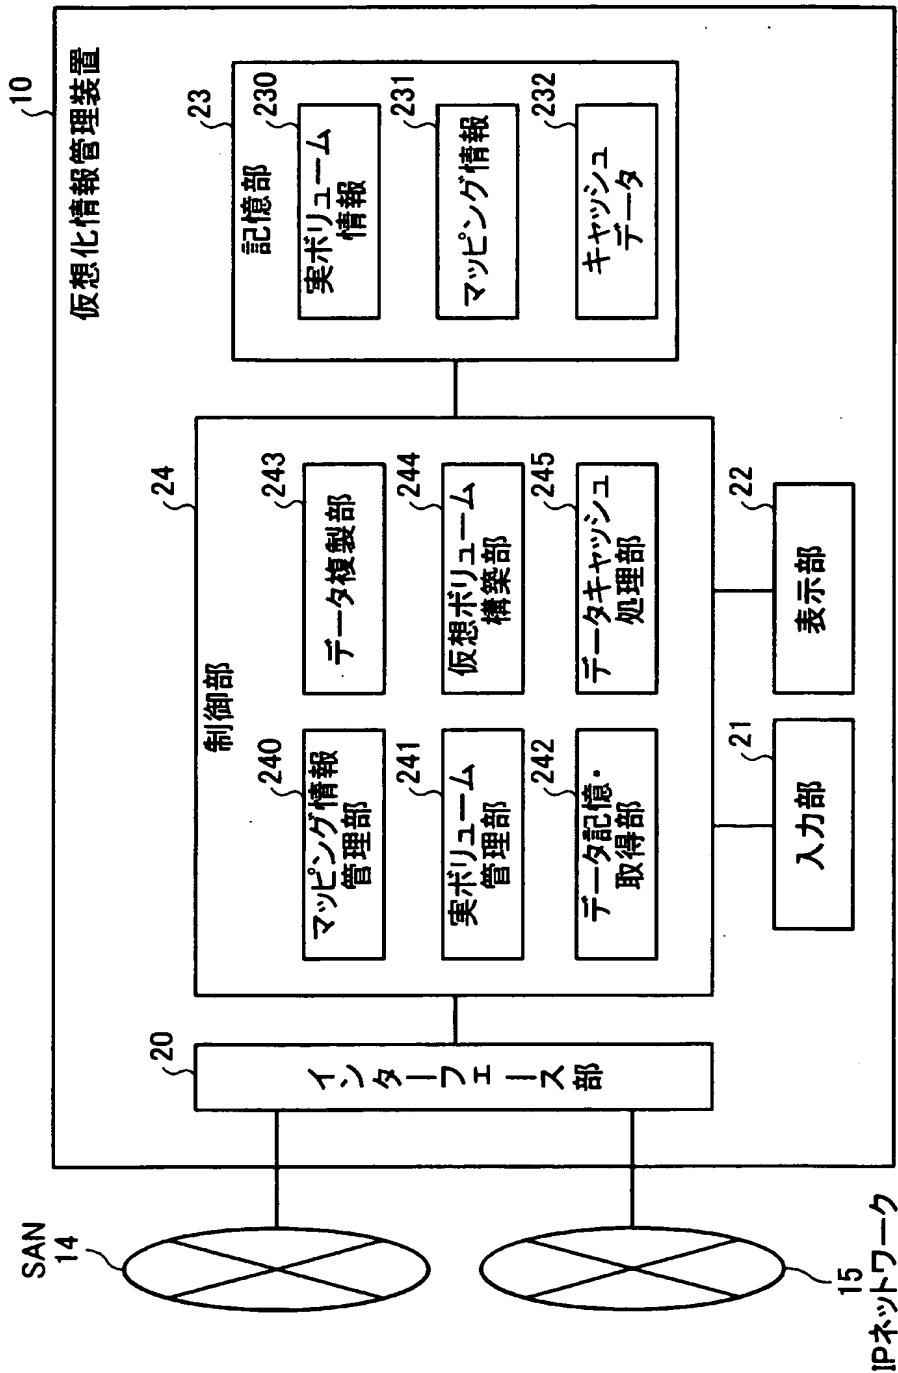 10
仮想化情報管理装置
SAN
14
15
IPネットワーク
20
インターフェース部
24
制御部
240
マッピング情報
管理部
241
実ボリューム
管理部
242
データ記憶・
取得部
243
データ複製部
244
仮想ボリューム
構築部
245
データキャッシュ
処理部
23
記憶部
230
実ボリューム
情報
231
マッピング情報
232
キャッシュ
データ
21
入力部
22
表示部